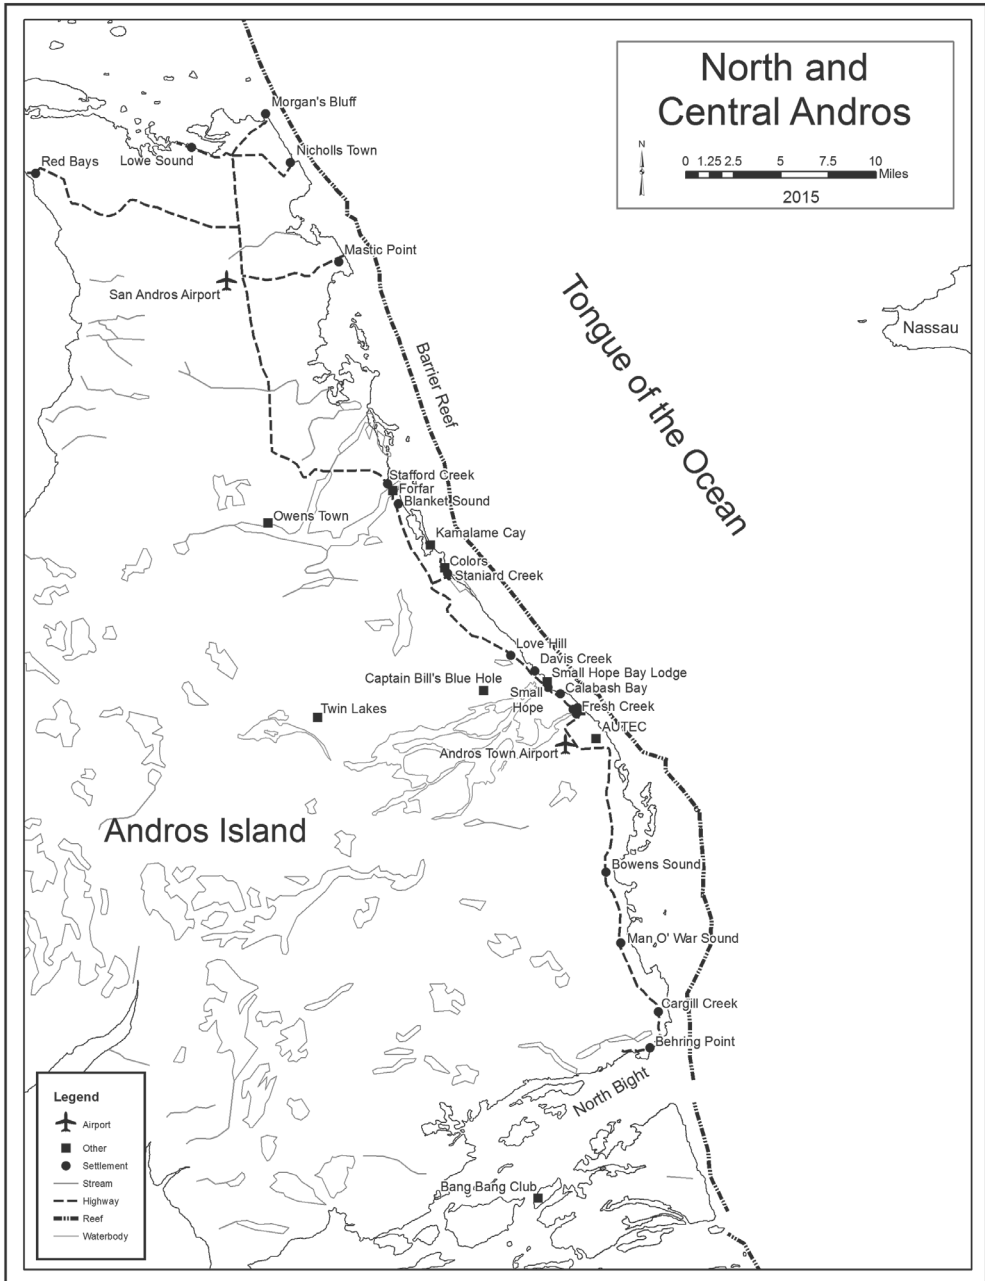 North and
Central Andros
N
0 1.25 2.5 5 7.5 10
Miles
2015
Morgan's Bluff
Nicholls Town
Lowe Sound
Red Bays
Mastic Point
San Andros Airport
Tongue of the Ocean
Nassau
Barrier Reef
Stafford Creek
Forfar
Blanket Sound
Owens Town
Kamalame Cay
Colors
Staniard Creek
Love Hill
Davis Creek
Small Hope Bay Lodge
Captain Bill's Blue Hole
Calabash Bay
Small
Hope
Fresh Creek
Twin Lakes
AUTEC
Andros Town Airport
Andros Island
Bowens Sound
Man O' War Sound
Cargill Creek
Behring Point
North Bight
Bang Bang Club
Legend
Airport
Other
Settlement
Stream
Highway
Reef
Waterbody